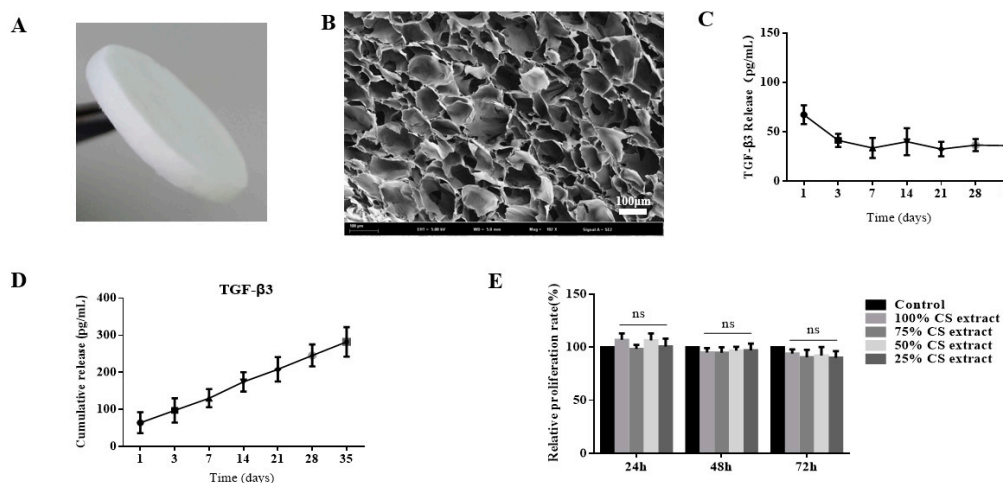 A
B
100μm
C
TGF-β3 Release (pg/mL)
150
100
50
0
1 3 7 14 21 28
Time (days)
D
TGF-β3
Cumulative release (pg/mL)
400
300
200
100
0
1 3 7 14 21 28 35
Time (days)
E
Relative proliferation rate(%)
150
100
50
0
ns ns ns
24h 48h 72h
Control
100% CS extract
75% CS extract
50% CS extract
25% CS extract